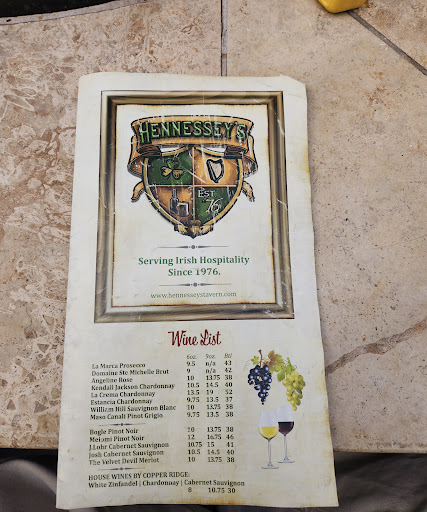 HENNESSEY'S
EST
76
Serving Irish Hospitality
Since 1976.
www.hennesseystavern.com
Wine List
6oz. 9oz. Btl
La Marca Prosecco 9.5 n/a 43
Domaine Ste Michelle Brut 9 n/a 42
Angeline Rose 10 13.75 38
Kendall Jackson Chardonnay 10.5 14.5 40
La Crema Chardonnay 13.5 19 52
Estancia Chardonnay 9.75 13.5 37
William Hill Sauvignon Blanc 10 13.75 38
Maso Canali Pinot Grigio 9.75 13.5 38
Bogle Pinot Noir 10 13.75 38
Meiomi Pinot Noir 12 16.75 46
J.Lohr Cabernet Sauvignon 10.75 15 41
Josh Cabernet Sauvignon 10.5 14.5 40
The Velvet Devil Merlot 10 13.75 38
HOUSE WINES BY COPPER RIDGE:
White Zinfandel | Chardonnay | Cabernet Sauvignon
8 10.75 30